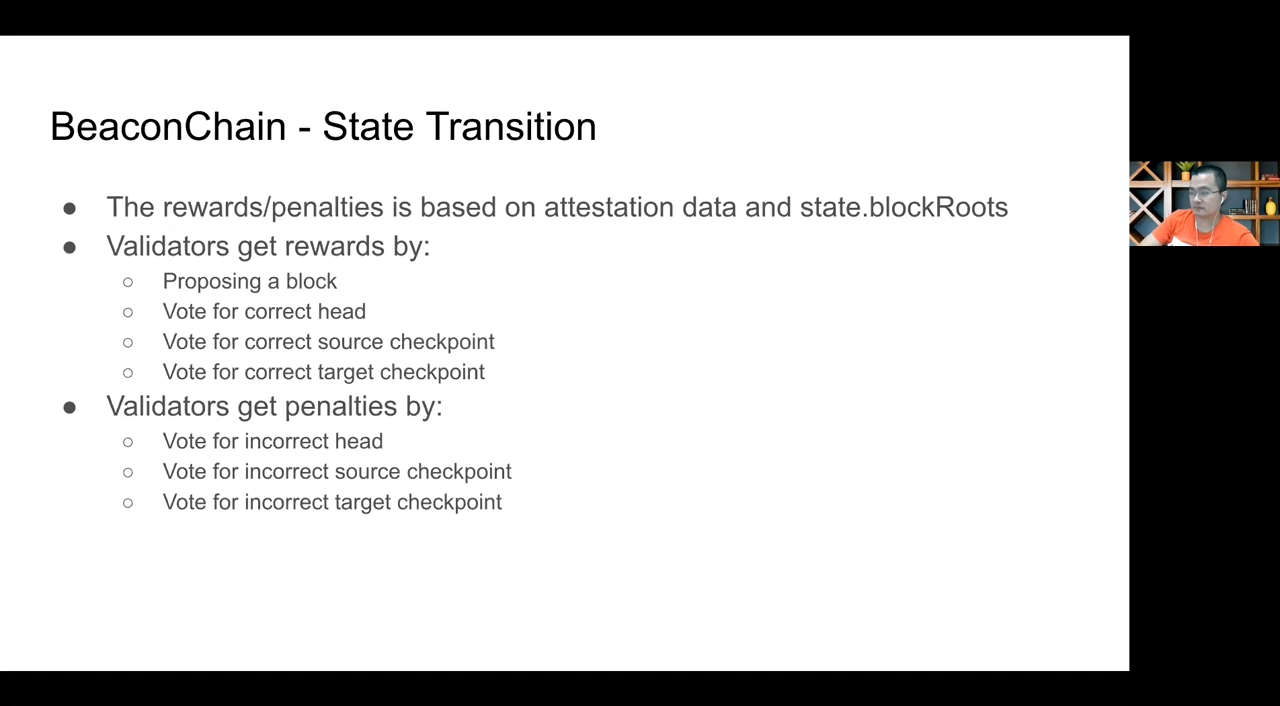 BeaconChain - State Transition
● The rewards/penalties is based on attestation data and state.blockRoots
● Validators get rewards by:
○ Proposing a block
○ Vote for correct head
○ Vote for correct source checkpoint
○ Vote for correct target checkpoint
● Validators get penalties by:
○ Vote for incorrect head
○ Vote for incorrect source checkpoint
○ Vote for incorrect target checkpoint